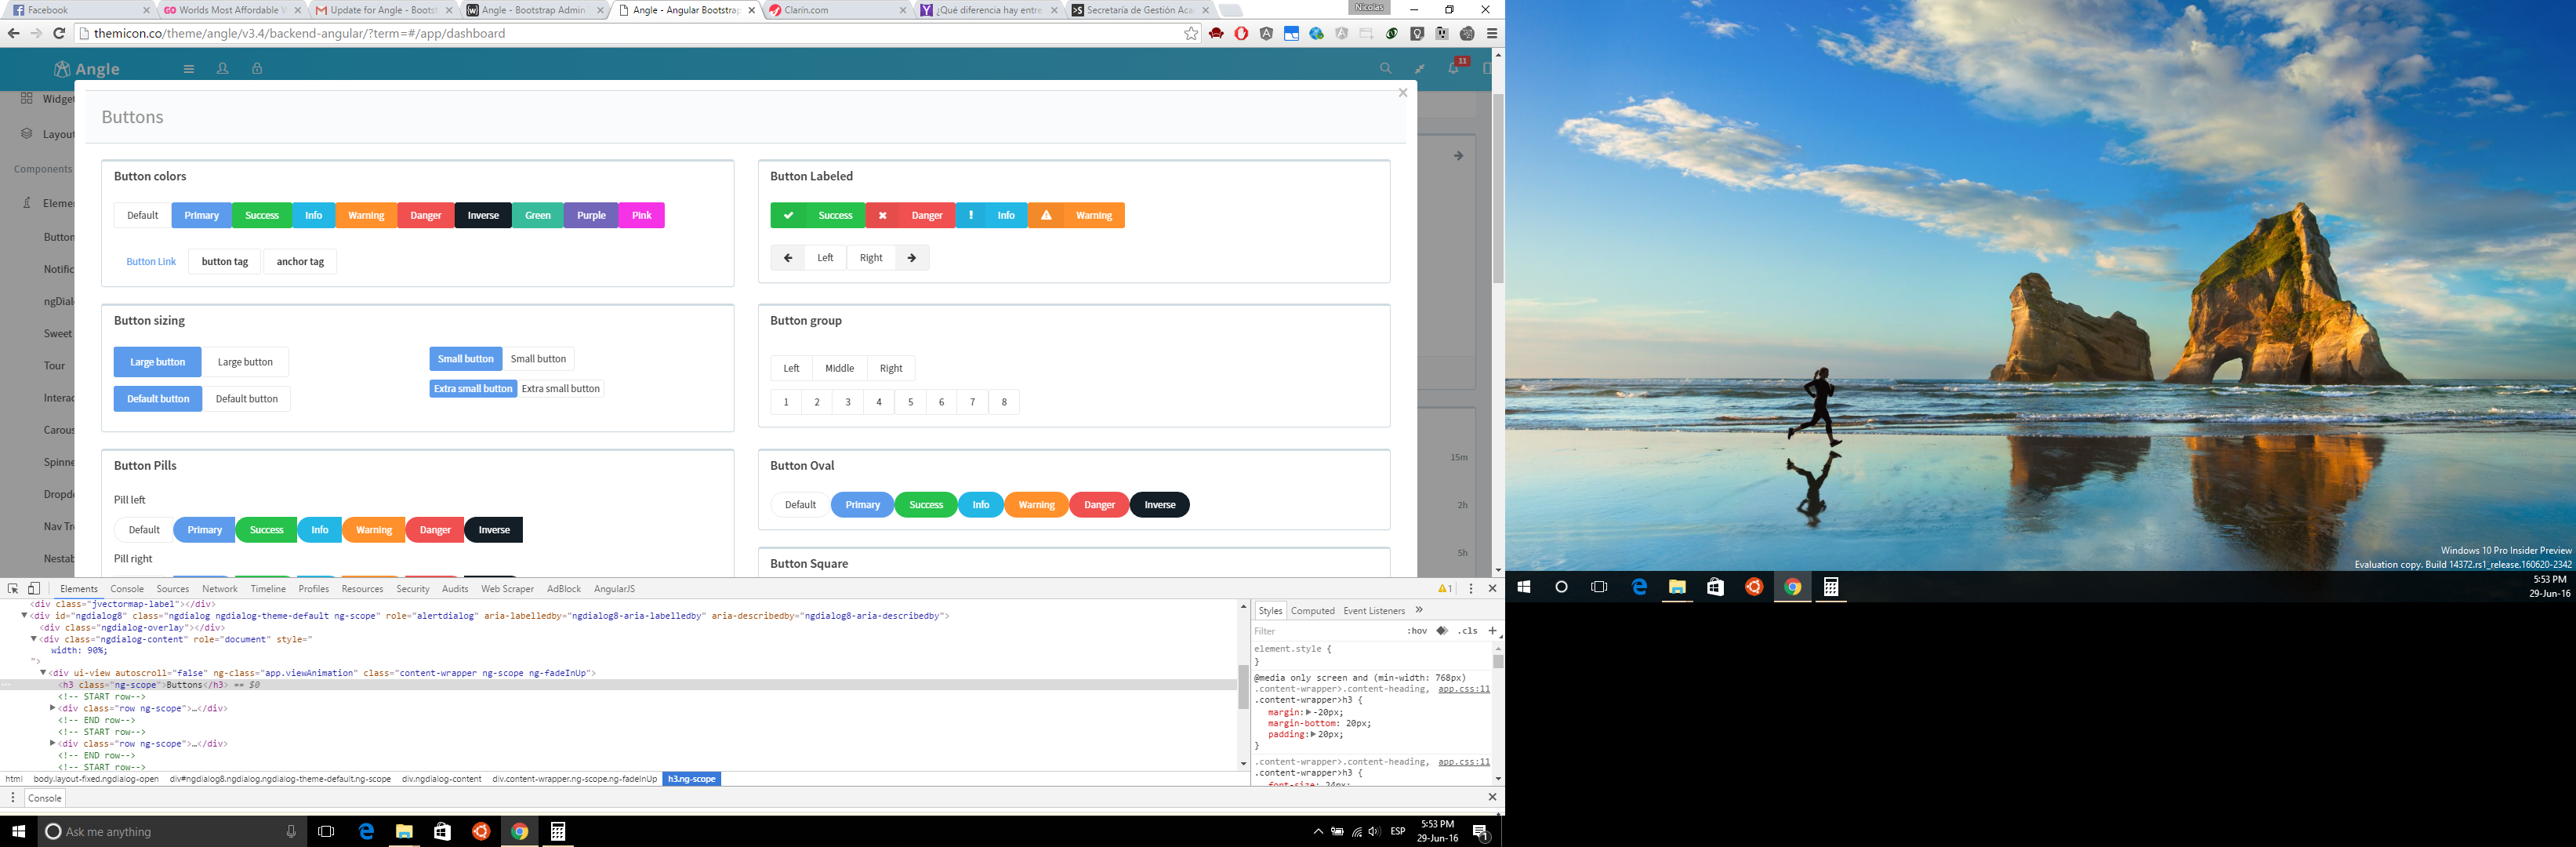 Facebook
Worlds Most Affordable
Update for Angle - Boots
Angle - Bootstrap Admin
Angle - Angular Bootstrap
Clarín.com
¿Qué diferencia hay entre
Secretaría de Gestión Aca
Nicolas
themicon.co/theme/angle/v3.4/backend-angular/?term=#/app/dashboard
Angle
11
Widget
Layou
Components
Eleme
Button
Notific
ngDial
Sweet
Tour
Interac
Carous
Spinne
Dropd
Nav Tr
Nestab
Buttons
×
Button colors
Default Primary Success Info Warning Danger Inverse Green Purple Pink
Button Link button tag anchor tag
Button Labeled
Success Danger Info Warning
Left Right
Button sizing
Large button Large button Small button Small button
Default button Default button Extra small button Extra small button
Button group
Left Middle Right
1 2 3 4 5 6 7 8
Button Pills
Pill left
Default Primary Success Info Warning Danger Inverse
Pill right
Button Oval
Default Primary Success Info Warning Danger Inverse
Button Square
15m
2h
5h
Elements Console Sources Network Timeline Profiles Resources Security Audits Web Scraper AdBlock AngularJS
1
<div class="jvectormap-label"></div>
<div id="ngdialog8" class="ngdialog ngdialog-theme-default ng-scope" role="alertdialog" aria-labelledby="ngdialog8-aria-labelledby" aria-describedby="ngdialog8-aria-describedby">
<div class="ngdialog-overlay"></div>
<div class="ngdialog-content" role="document" style="
width: 90%;
">
<div ui-view autoscroll="false" ng-class="app.viewAnimation" class="content-wrapper ng-scope ng-fadeInUp">
<h3 class="ng-scope">Buttons</h3> == $0
<!-- START row-->
<div class="row ng-scope">…</div>
<!-- END row-->
<!-- START row-->
<div class="row ng-scope">…</div>
<!-- END row-->
<!-- START row-->
html body.layout-fixed.ngdialog-open div#ngdialog8.ngdialog.ngdialog-theme-default.ng-scope div.ngdialog-content div.content-wrapper.ng-scope.ng-fadeInUp h3.ng-scope
Styles Computed Event Listeners »
Filter :hov .cls +
element.style {
}
@media only screen and (min-width: 768px)
.content-wrapper>.content-heading, app.css:11
.content-wrapper>h3 {
margin: -20px;
margin-bottom: 20px;
padding: 20px;
}
.content-wrapper>.content-heading, app.css:11
.content-wrapper>h3 {
font-size: 24px;
Console
Ask me anything
ESP
5:53 PM
29-Jun-16
1
Windows 10 Pro Insider Preview
Evaluation copy. Build 14372.rs1_release.160620-2342
5:53 PM
29-Jun-16